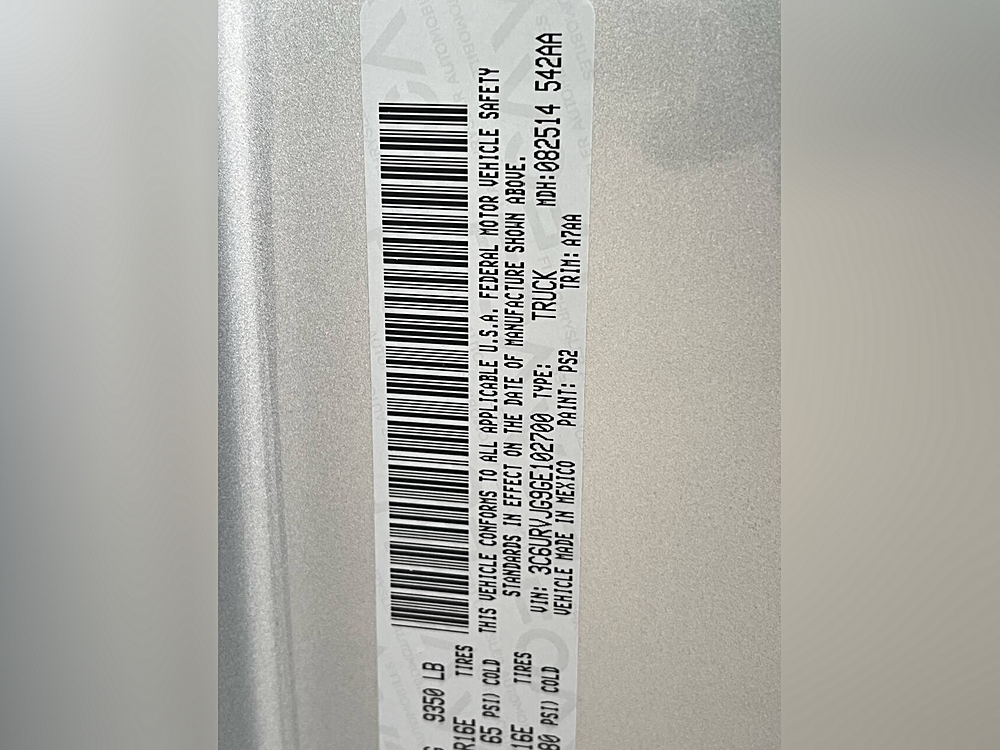 9350 LB
R16E TIRES
65 PSI) COLD
16E TIRES
80 PSI) COLD
THIS VEHICLE CONFORMS TO ALL APPLICABLE U.S.A. FEDERAL MOTOR VEHICLE SAFETY
STANDARDS IN EFFECT ON THE DATE OF MANUFACTURE SHOWN ABOVE.
VIN: 3C6URVJG9GE102700 TYPE: TRUCK MDH:082514 542AA
VEHICLE MADE IN MEXICO PAINT: PS2 TRIM: A7AA